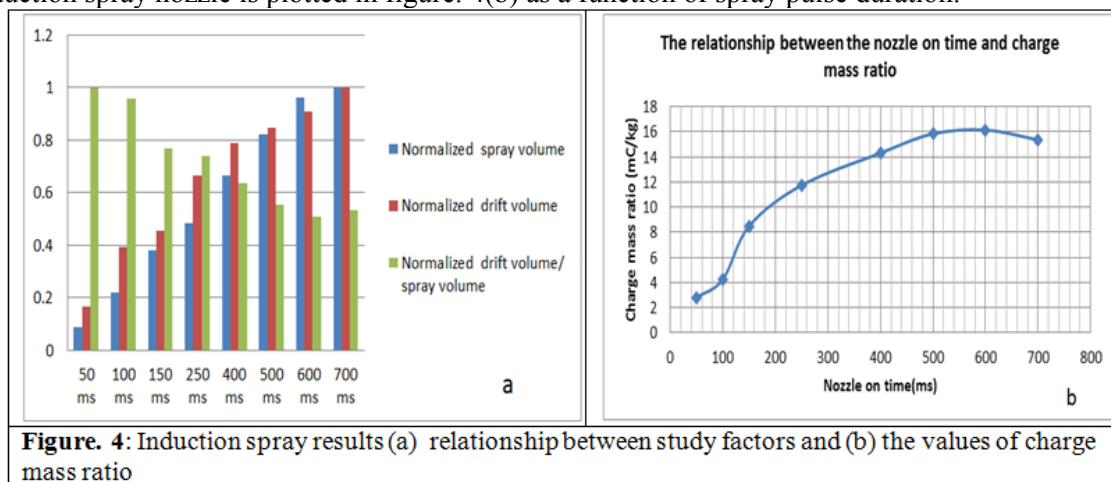 duction spray nozzle is plotted in figure. 4(b) as a function of spray pulse duration.
1.2
1
0.8
0.6
0.4
0.2
0
50 ms
100 ms
150 ms
250 ms
400 ms
500 ms
600 ms
700 ms
Normalized spray volume
Normalized drift volume
Normalized drift volume/
spray volume
a
The relationship between the nozzle on time and charge
mass ratio
Charge mass ratio (mC/kg)
18
16
14
12
10
8
6
4
2
0
0 100 200 300 400 500 600 700 800
Nozzle on time(ms)
b
Figure. 4: Induction spray results (a) relationship between study factors and (b) the values of charge
mass ratio